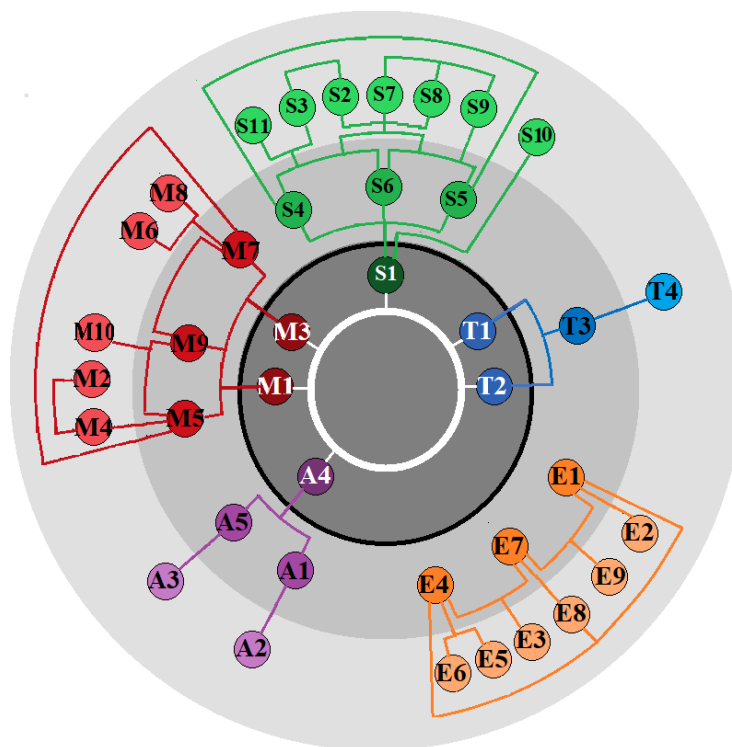 S2 S7 S8
S3 S9
S11 S10
S6
M8 S4 S5
M6 M7
S1
T4
M10 M9 M3 T1 T3
M2 M1 T2
M4 M5
A4 E1
A5 E7 E2
A3 A1 E4 E9
E8
A2 E3
E6 E5